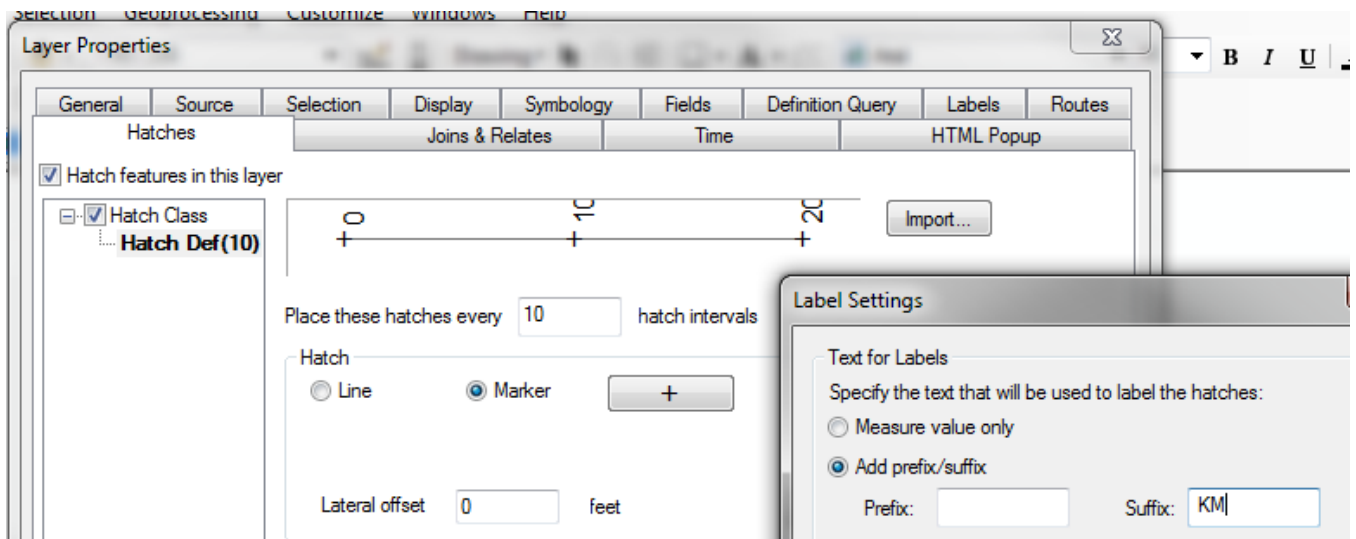 Selection Geoprocessing Customize Windows Help
Layer Properties
B I U
General Source Selection Display Symbology Fields Definition Query Labels Routes
Hatches Joins & Relates Time HTML Popup
Hatch features in this layer
Hatch Class
Hatch Def(10)
0 10 20
Import...
Place these hatches every 10 hatch intervals
Hatch
Line Marker +
Lateral offset 0 feet
Label Settings
Text for Labels
Specify the text that will be used to label the hatches:
Measure value only
Add prefix/suffix
Prefix: Suffix: KM